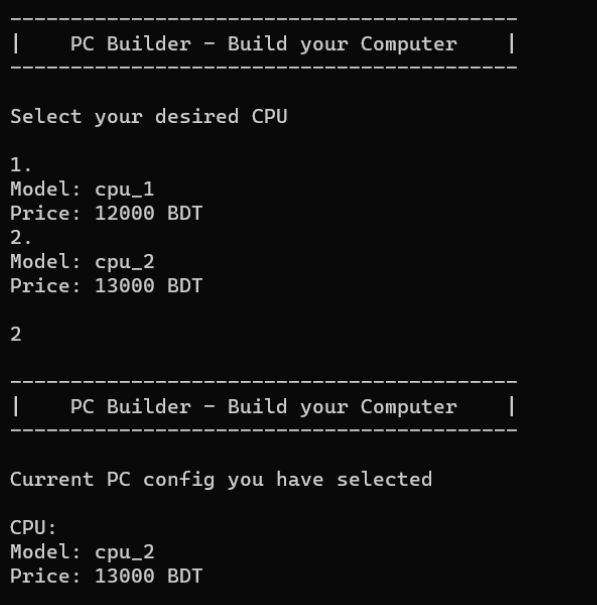 ------------------------------------------
|    PC Builder - Build your Computer    |
------------------------------------------
Select your desired CPU
1.
Model: cpu_1
Price: 12000 BDT
2.
Model: cpu_2
Price: 13000 BDT
2
------------------------------------------
|    PC Builder - Build your Computer    |
------------------------------------------
Current PC config you have selected
CPU:
Model: cpu_2
Price: 13000 BDT